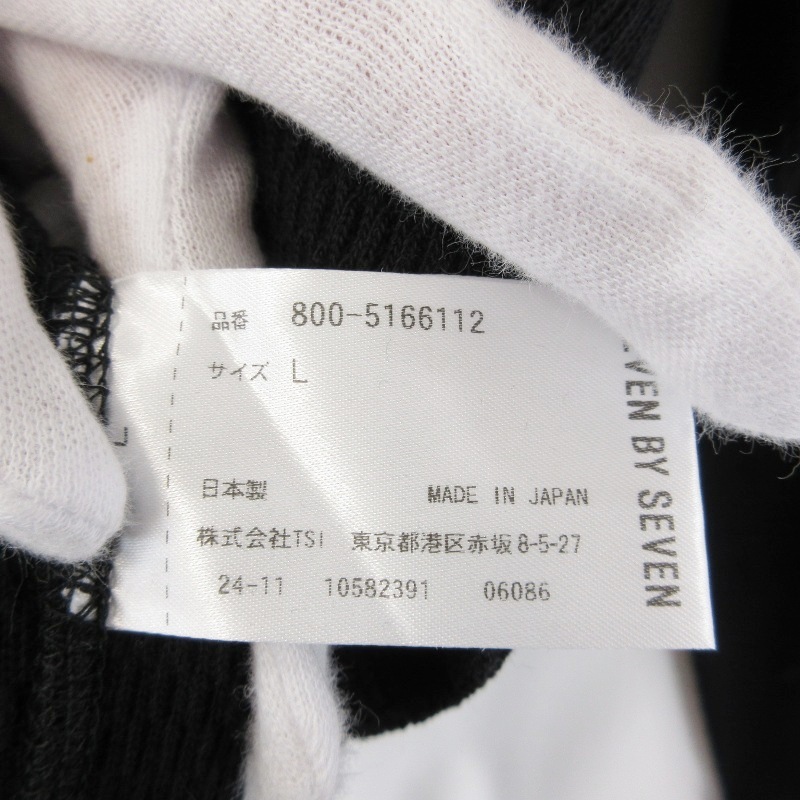 品番 800-5166112
サイズ L
日本製 MADE IN JAPAN
株式会社TSI 東京都港区赤坂8-5-27
24-11 10582391 06086
EVEN BY SEVEN
L